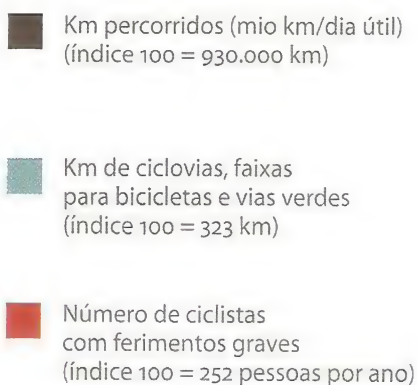 Km percorridos (mio km/dia útil)
(índice 100 = 930.000 km)
Km de ciclovias, faixas
para bicicletas e vias verdes
(índice 100 = 323 km)
Número de ciclistas
com ferimentos graves
(índice 100 = 252 pessoas por ano)